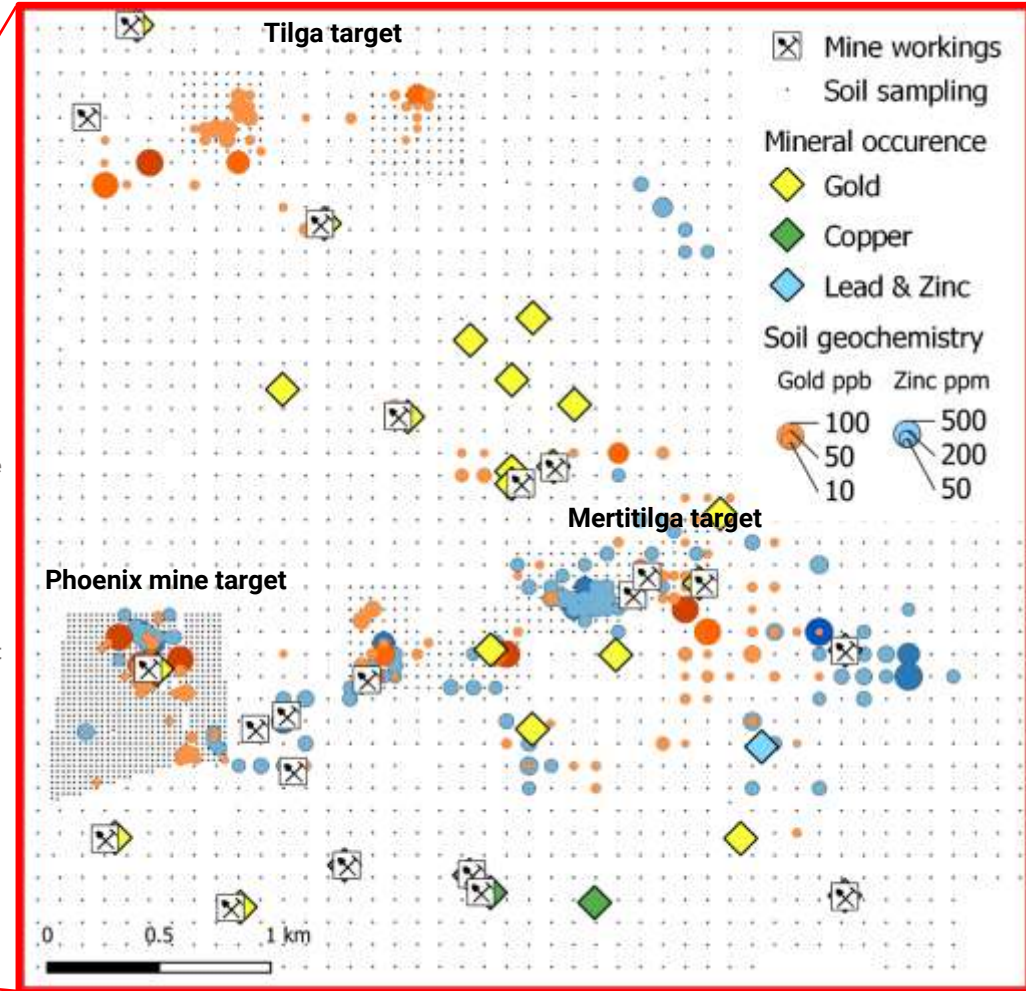 Tilga target
Mine workings
Soil sampling
Mineral occurence
Gold
Copper
Lead & Zinc
Soil geochemistry
Gold ppb Zinc ppm
100
50
10
500
200
50
Mertitilga target
Phoenix mine target
0 0.5 1 km